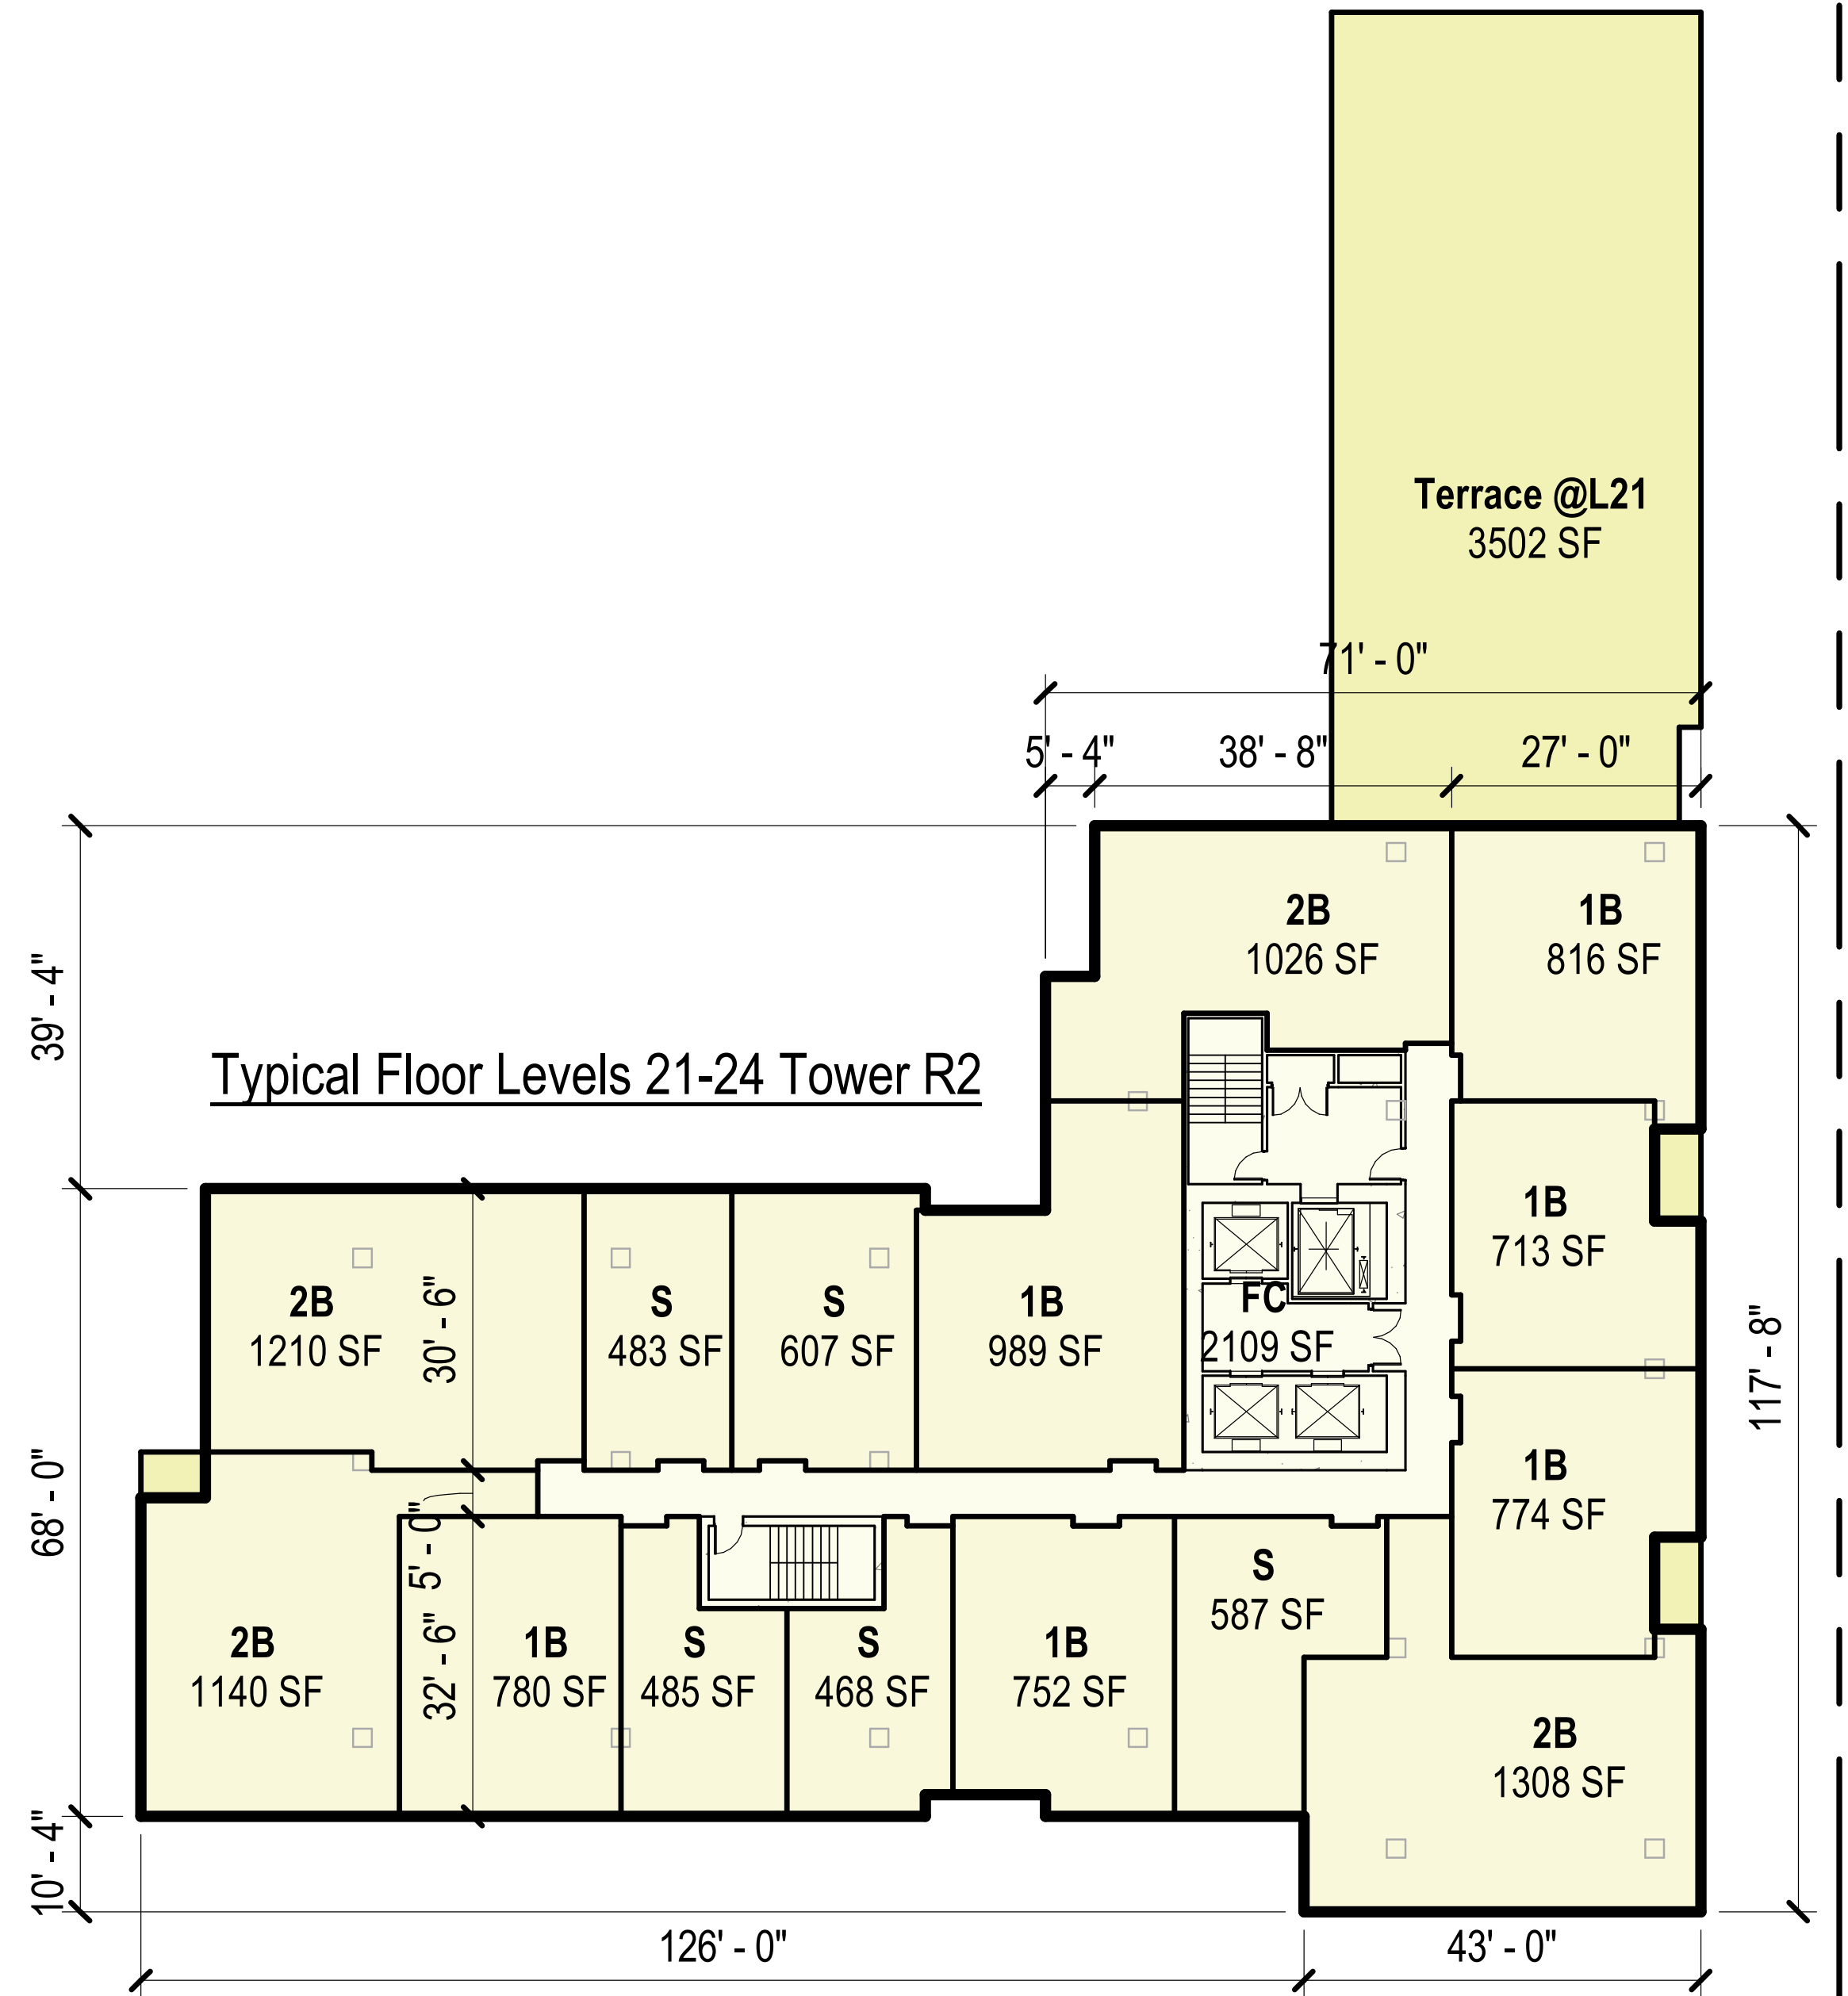 Terrace @L21
3502 SF
71' - 0"
5' - 4"
38' - 8"
27' - 0"
2B
1026 SF
1B
816 SF
39' - 4"
Typical Floor Levels 21-24 Tower R2
1B
713 SF
2B
1210 SF
30' - 6"
S
483 SF
S
607 SF
1B
989 SF
FC
2109 SF
117' - 8"
68' - 0"
1B
774 SF
5' - 0"
S
587 SF
2B
1140 SF
32' - 6"
1B
780 SF
S
485 SF
S
468 SF
1B
752 SF
2B
1308 SF
10' - 4"
126' - 0"
43' - 0"